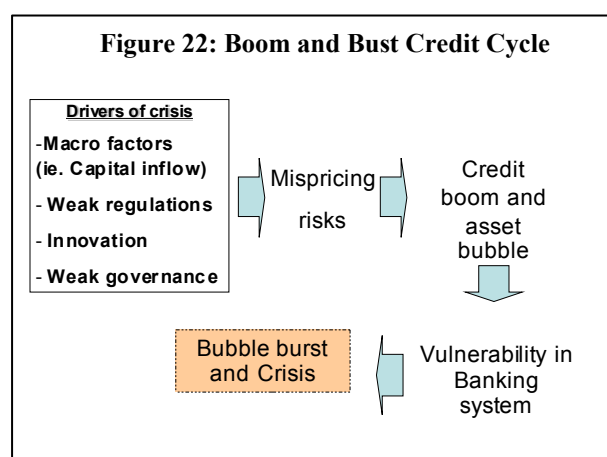 Figure 22: Boom and Bust Credit Cycle
Drivers of crisis
-Macro factors
(ie. Capital inflow)
- Weak regulations
- Innovation
- Weak governance
Mispricing
risks
Credit
boom and
asset
bubble
Vulnerability in
Banking
system
Bubble burst
and Crisis